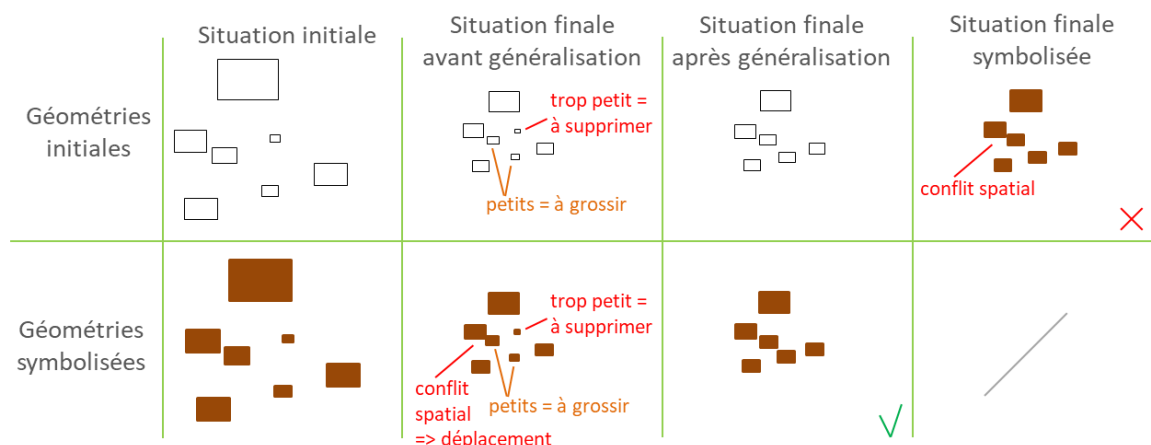 Situation initiale
Situation finale
avant généralisation
Situation finale
après généralisation
Situation finale
symbolisée
Géométries
initiales
trop petit =
à supprimer
petits = à grossir
conflit spatial
Géométries
symbolisées
trop petit =
à supprimer
conflit
spatial
=> déplacement
petits = à grossir